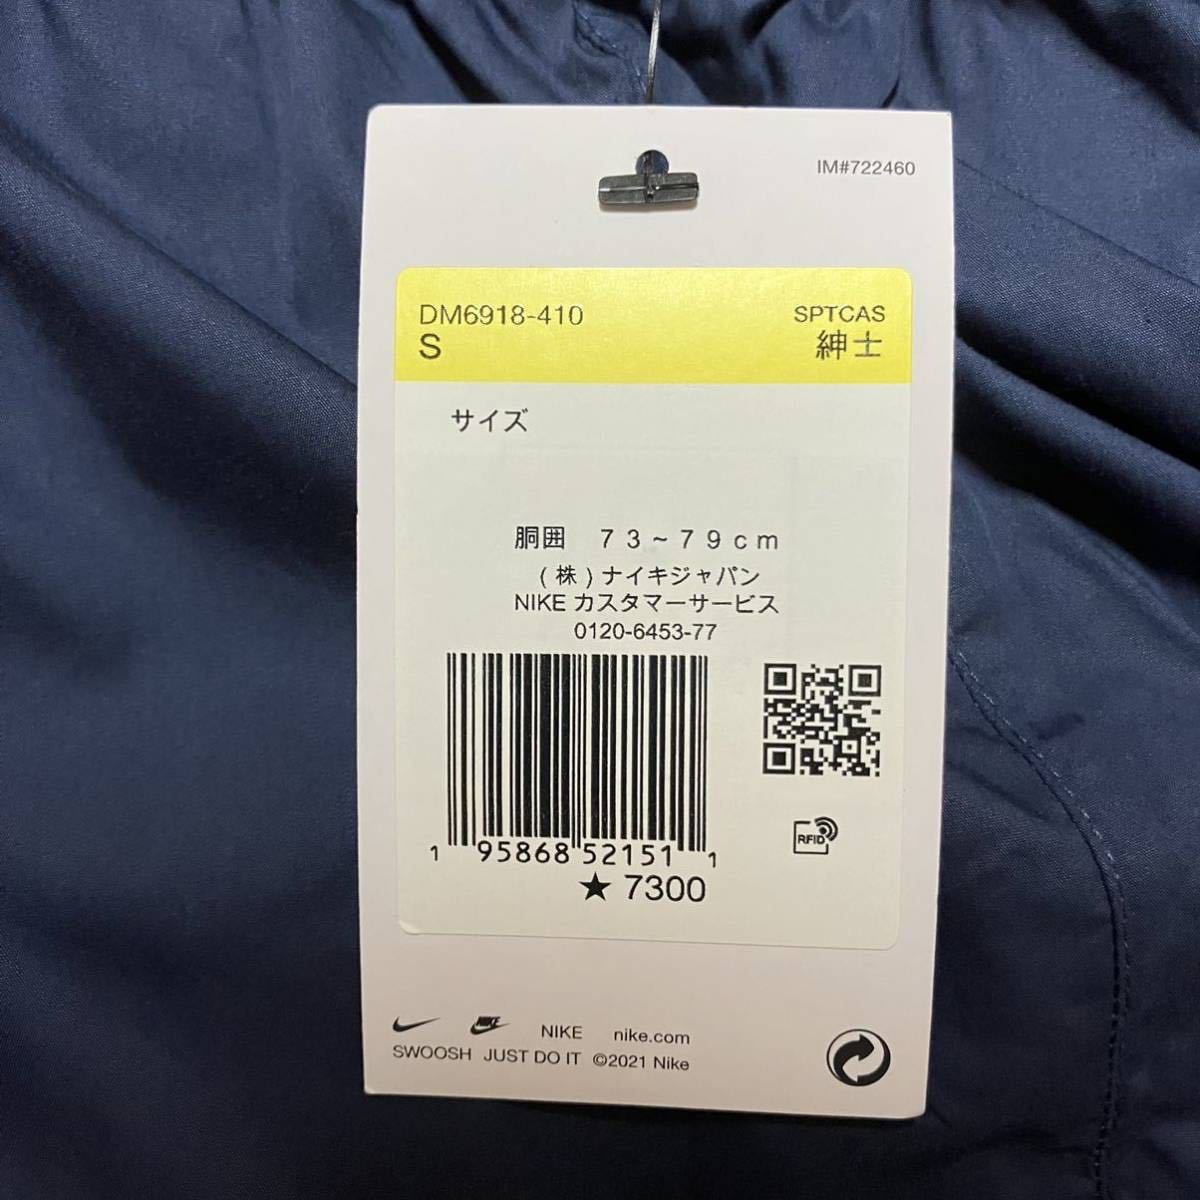 IM#722460
DM6918-410
SPTCAS
S
紳士
サイズ
胴囲　７３～７９ｃｍ
(株)ナイキジャパン
NIKE カスタマーサービス
0120-6453-77
RFID
1 95868 52151 1
★ 7300
NIKE NIKE nike.com
SWOOSH JUST DO IT ©2021 Nike